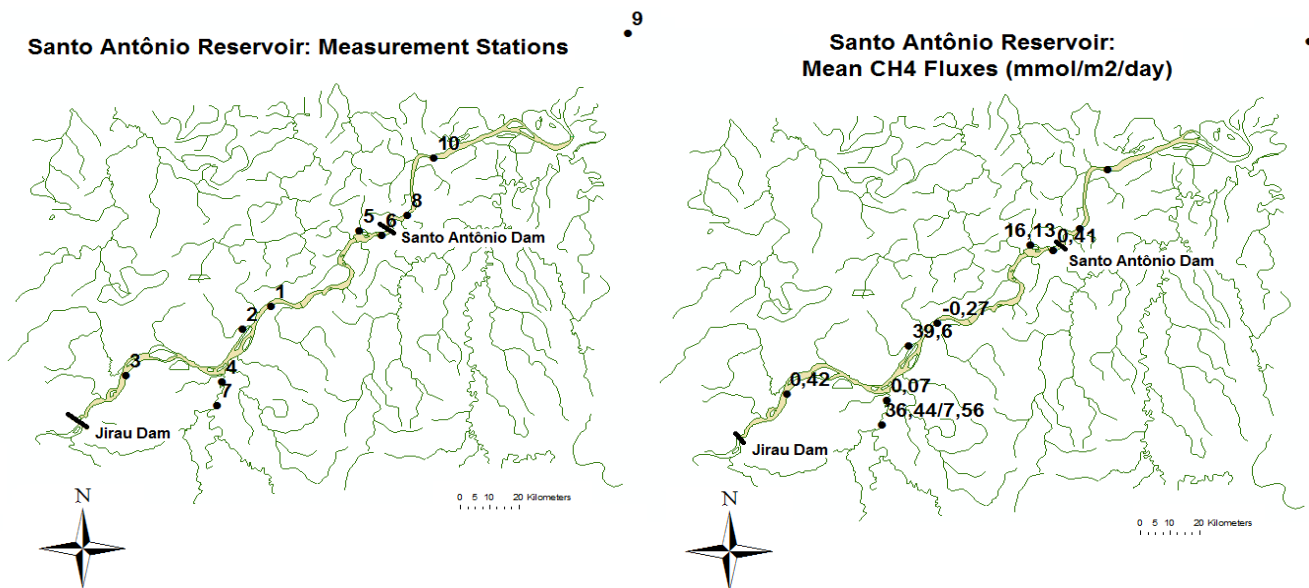 Santo Antônio Reservoir: Measurement Stations
9
10
8
5
6
Santo Antônio Dam
1
2
3
4
7
Jirau Dam
N
0 5 10 20 Kilometers
Santo Antônio Reservoir:
Mean CH4 Fluxes (mmol/m2/day)
16,13
0,41
Santo Antônio Dam
-0,27
39,6
0,42
0,07
36,44/7,56
Jirau Dam
N
0 5 10 20 Kilometers